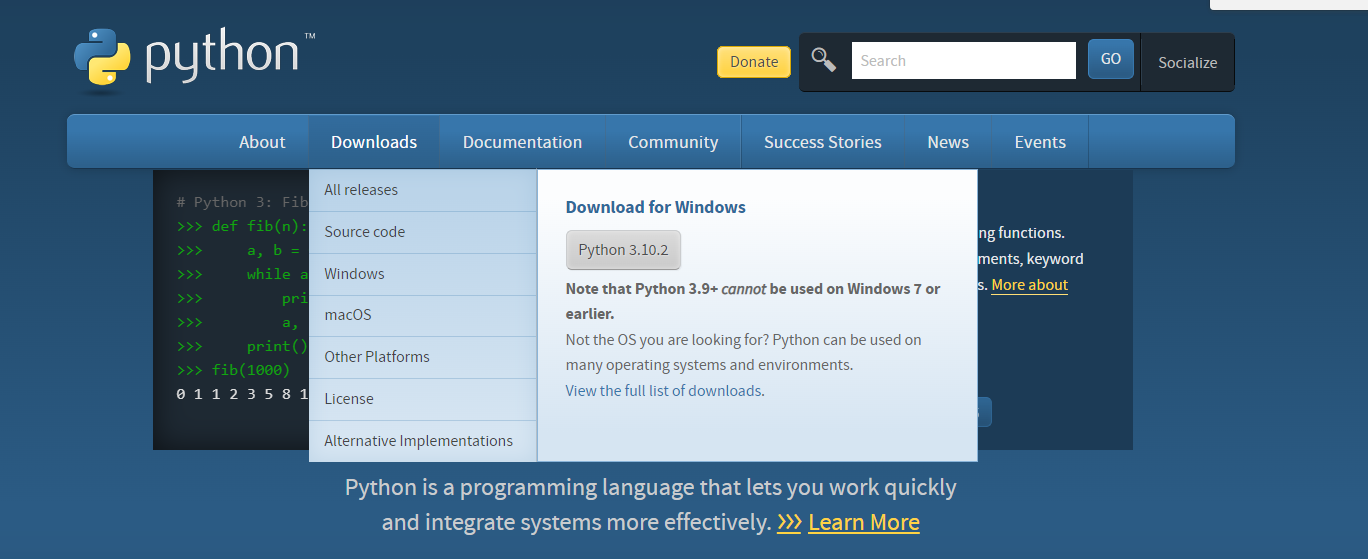 python™
Donate
Search
GO
Socialize
About
Downloads
Documentation
Community
Success Stories
News
Events
# Python 3: Fib
>>> def fib(n):
>>> a, b =
>>> while a
>>> pri
>>> a,
>>> print()
>>> fib(1000)
0 1 1 2 3 5 8 1
All releases
Source code
Windows
macOS
Other Platforms
License
Alternative Implementations
Download for Windows
Python 3.10.2
Note that Python 3.9+ cannot be used on Windows 7 or
earlier.
Not the OS you are looking for? Python can be used on
many operating systems and environments.
View the full list of downloads.
ng functions.
ments, keyword
s. More about
Python is a programming language that lets you work quickly
and integrate systems more effectively. >>> Learn More